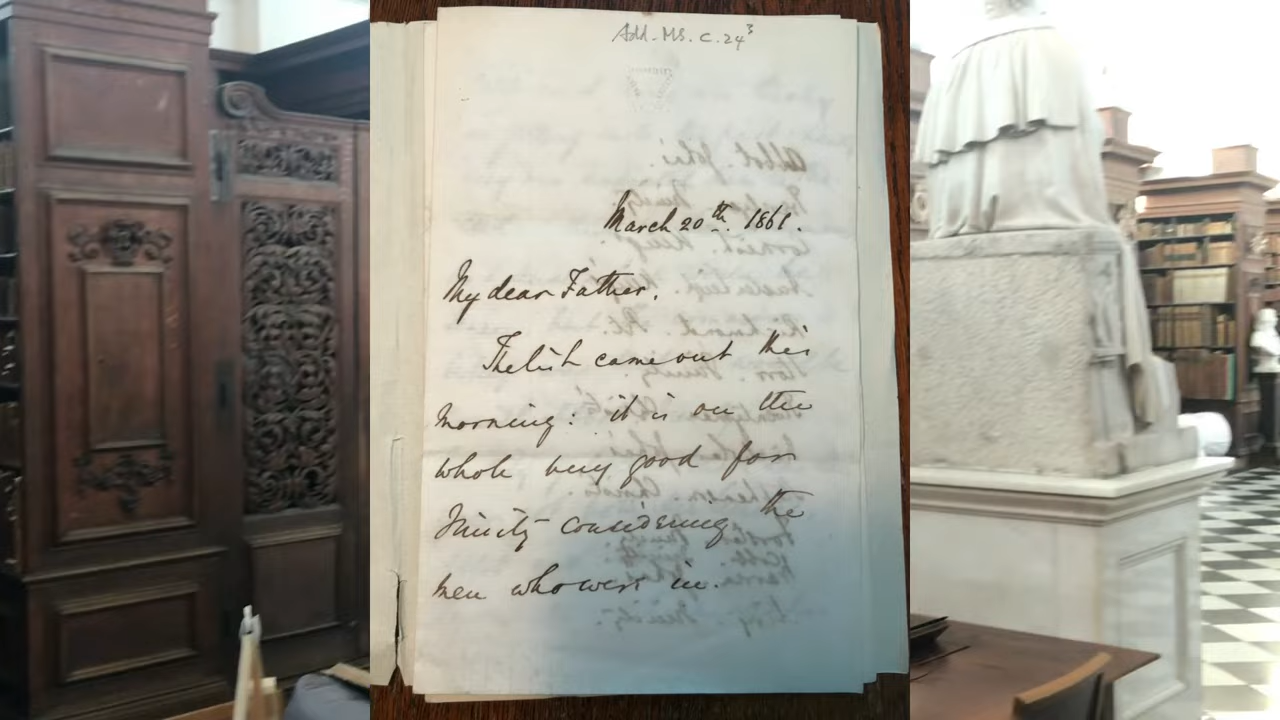 Add. MS. c. 24³
March 20th. 1861.
My dear Father,
The list came out this
morning: it is on the
whole very good for
Trinity considering the
men who were in.